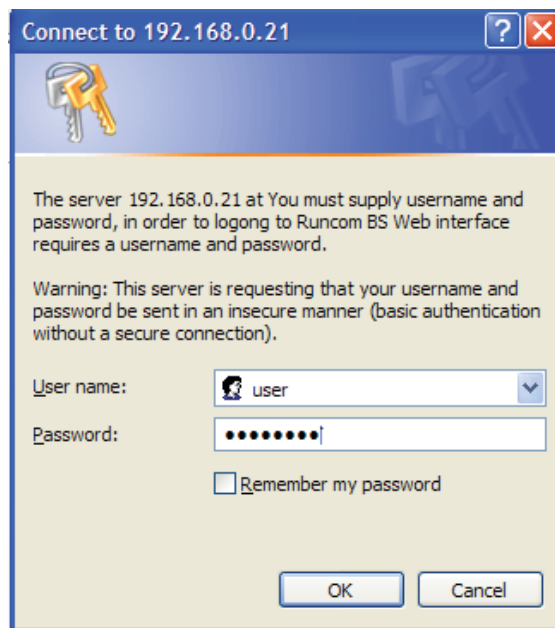 Connect to 192.168.0.21
The server 192.168.0.21 at You must supply username and
password, in order to logong to Runcom BS Web interface
requires a username and password.
Warning: This server is requesting that your username and
password be sent in an insecure manner (basic authentication
without a secure connection).
User name: user
Password: ••••••••
Remember my password
OK Cancel